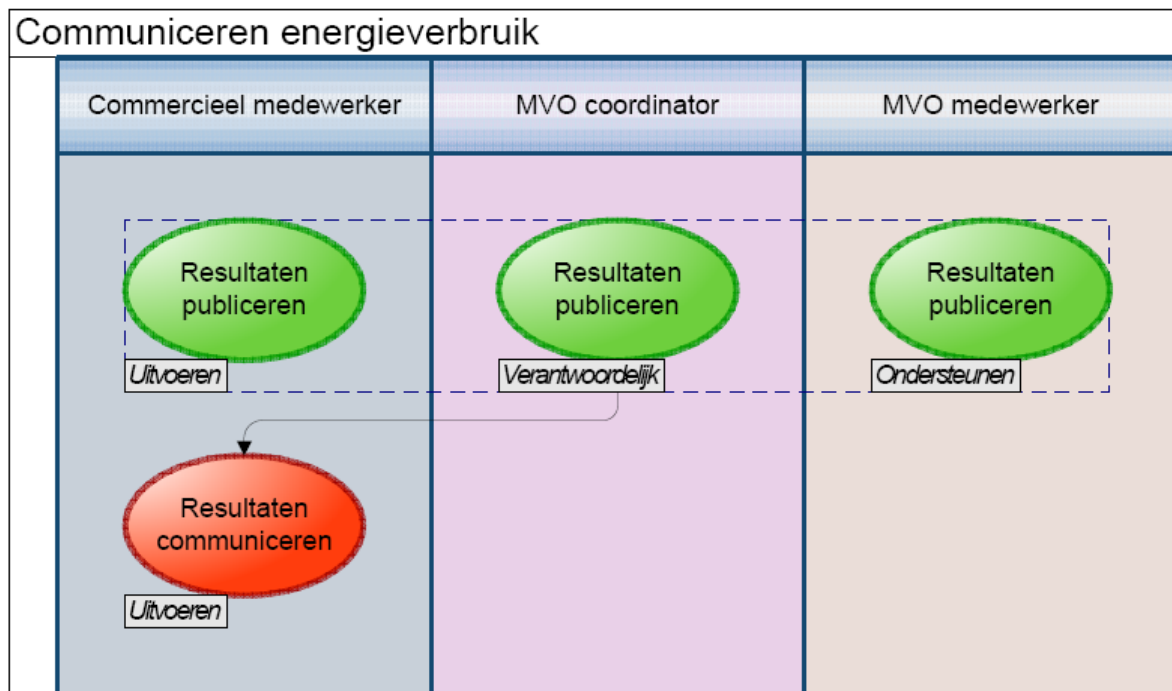 Communiceren energieverbruik
Commercieel medewerker
MVO coordinator
MVO medewerker
Resultaten
publiceren
Uitvoeren
Resultaten
publiceren
Verantwoordelijk
Resultaten
publiceren
Ondersteunen
Resultaten
communiceren
Uitvoeren